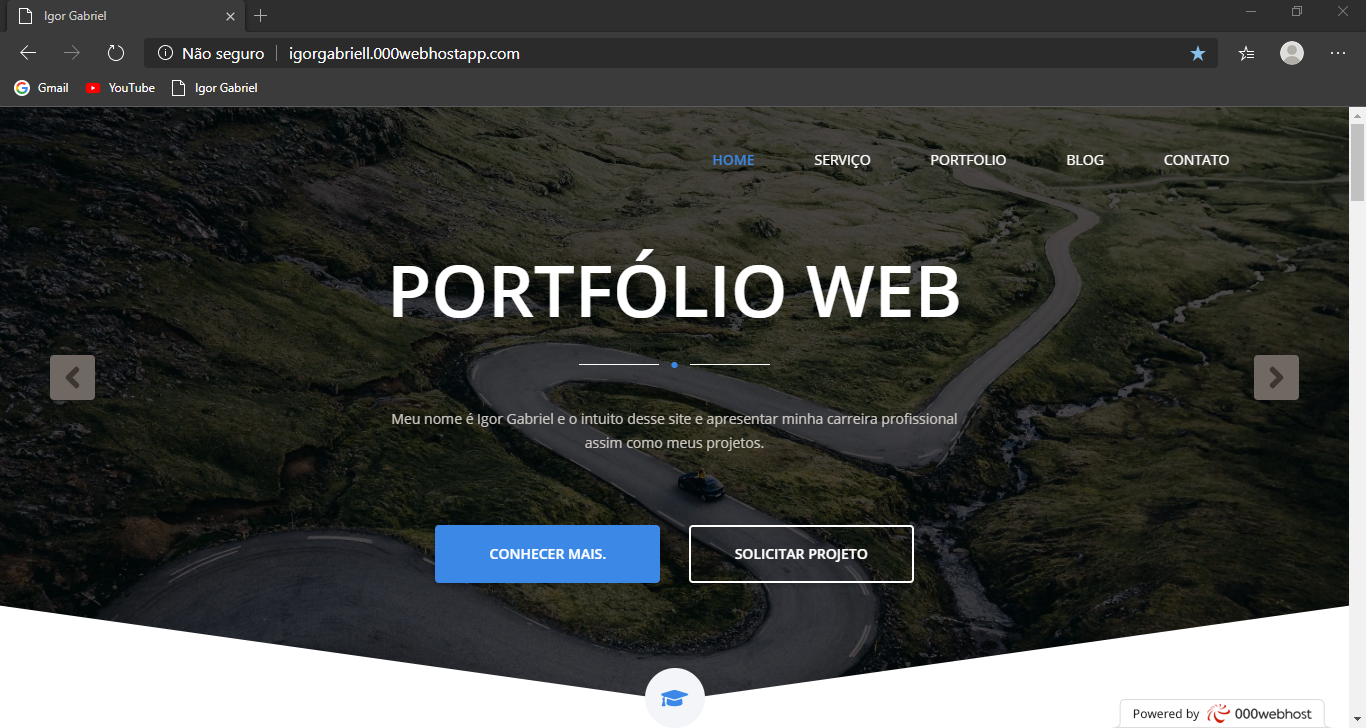 Igor Gabriel
Não seguro igorgabriell.000webhostapp.com
Gmail YouTube Igor Gabriel
HOME SERVIÇO PORTFOLIO BLOG CONTATO
PORTFÓLIO WEB
Meu nome é Igor Gabriel e o intuito desse site e apresentar minha carreira profissional
assim como meus projetos.
CONHECER MAIS. SOLICITAR PROJETO
Powered by 000webhost